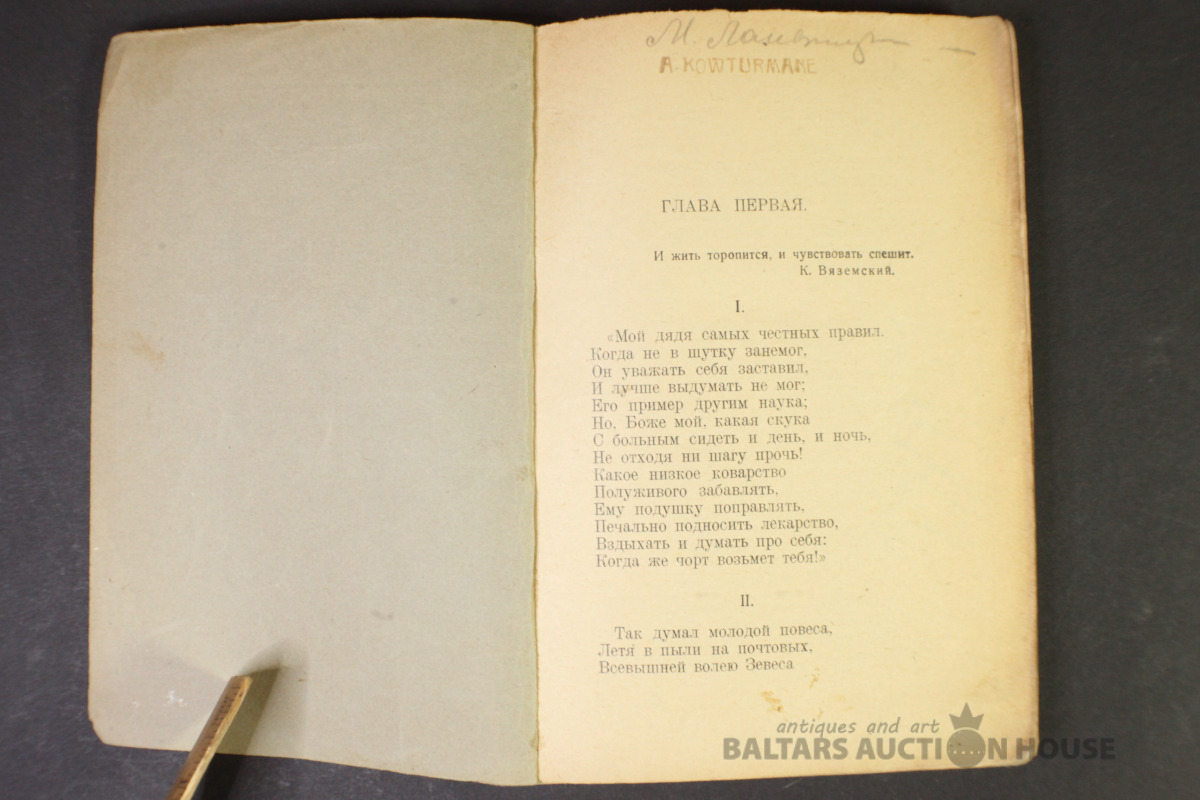 М.
A. KOWTURMANE
ГЛАВА ПЕРВАЯ.
И жить торопится, и чувствовать спешит.
К. Вяземский.
I.
«Мой дядя самых честных правил.
Когда не в шутку занемог,
Он уважать себя заставил,
И лучше выдумать не мог;
Его пример другим наука;
Но, Боже мой, какая скука
С больным сидеть и день, и ночь,
Не отходя ни шагу прочь!
Какое низкое коварство
Полуживого забавлять,
Ему подушку поправлять,
Печально подносить лекарство,
Вздыхать и думать про себя:
Когда же чорт возьмет тебя!»
II.
Так думал молодой повеса,
Летя в пыли на почтовых,
Всевышней волею Зевеса
antiques and art
BALTARS AUCTION HOUSE